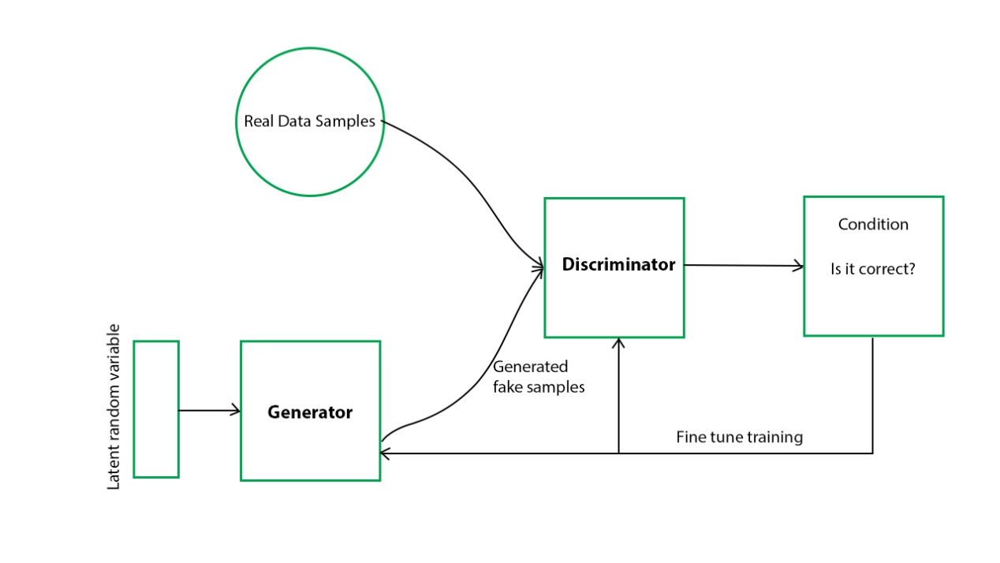 Real Data Samples
Discriminator
Condition
Is it correct?
Latent random variable
Generator
Generated
fake samples
Fine tune training